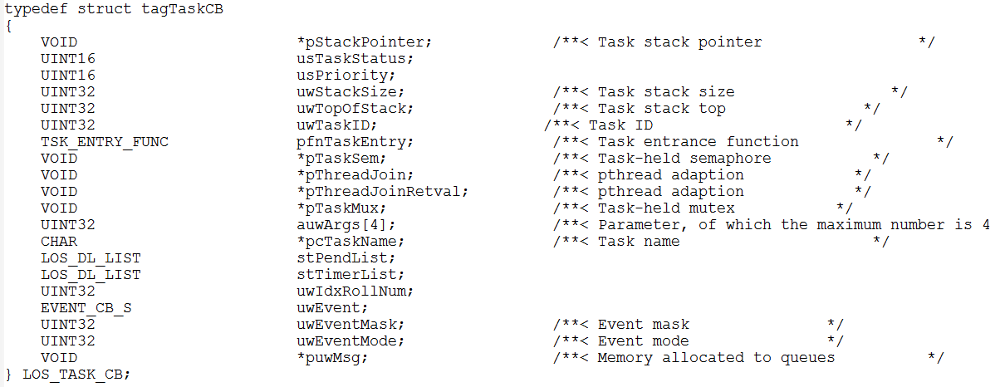 typedef struct tagTaskCB
{
    VOID                        *pStackPointer;             /**< Task stack pointer                 */
    UINT16                      usTaskStatus;
    UINT16                      usPriority;
    UINT32                      uwStackSize;                /**< Task stack size                 */
    UINT32                      uwTopOfStack;               /**< Task stack top               */
    UINT32                      uwTaskID;                  /**< Task ID                     */
    TSK_ENTRY_FUNC              pfnTaskEntry;               /**< Task entrance function               */
    VOID                        *pTaskSem;                  /**< Task-held semaphore           */
    VOID                        *pThreadJoin;               /**< pthread adaption            */
    VOID                        *pThreadJoinRetval;         /**< pthread adaption            */
    VOID                        *pTaskMux;                  /**< Task-held mutex           */
    UINT32                      auwArgs[4];                 /**< Parameter, of which the maximum number is 4
    CHAR                        *pcTaskName;                /**< Task name                     */
    LOS_DL_LIST                 stPendList;
    LOS_DL_LIST                 stTimerList;
    UINT32                      uwIdxRollNum;
    EVENT_CB_S                  uwEvent;
    UINT32                      uwEventMask;                /**< Event mask               */
    UINT32                      uwEventMode;                /**< Event mode               */
    VOID                        *puwMsg;                    /**< Memory allocated to queues          */
} LOS_TASK_CB;